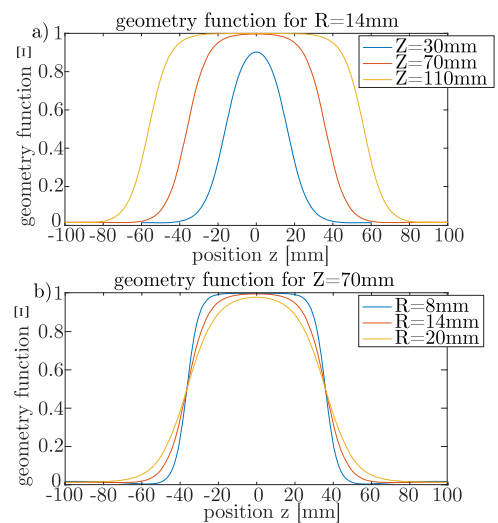 geometry function for R=14mm
a)
geometry function Ξ
1
0.8
0.6
0.4
0.2
0
Z=30mm
Z=70mm
Z=110mm
-100 -80 -60 -40 -20 0 20 40 60 80 100
position z [mm]
geometry function for Z=70mm
b)
geometry function Ξ
1
0.8
0.6
0.4
0.2
0
R=8mm
R=14mm
R=20mm
-100 -80 -60 -40 -20 0 20 40 60 80 100
position z [mm]